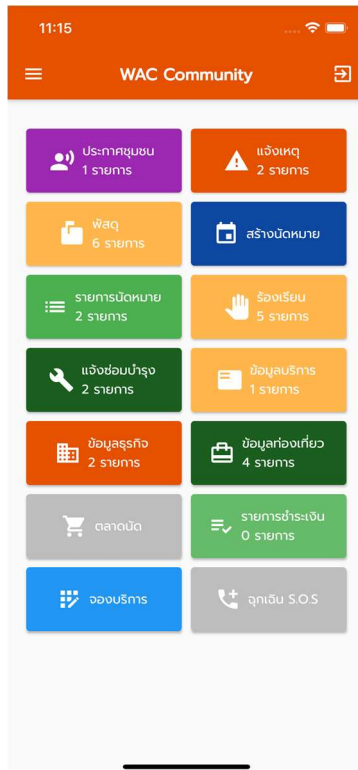 11:15
WAC Community
ประกาศชุมชน
1 รายการ
แจ้งเหตุ
2 รายการ
พัสดุ
6 รายการ
สร้างนัดหมาย
รายการนัดหมาย
2 รายการ
ร้องเรียน
5 รายการ
แจ้งซ่อมบำรุง
2 รายการ
ข้อมูลบริการ
1 รายการ
ข้อมูลธุรกิจ
2 รายการ
ข้อมูลท่องเที่ยว
4 รายการ
ตลาดนัด
รายการชำระเงิน
0 รายการ
จองบริการ
ฉุกเฉิน S.O.S